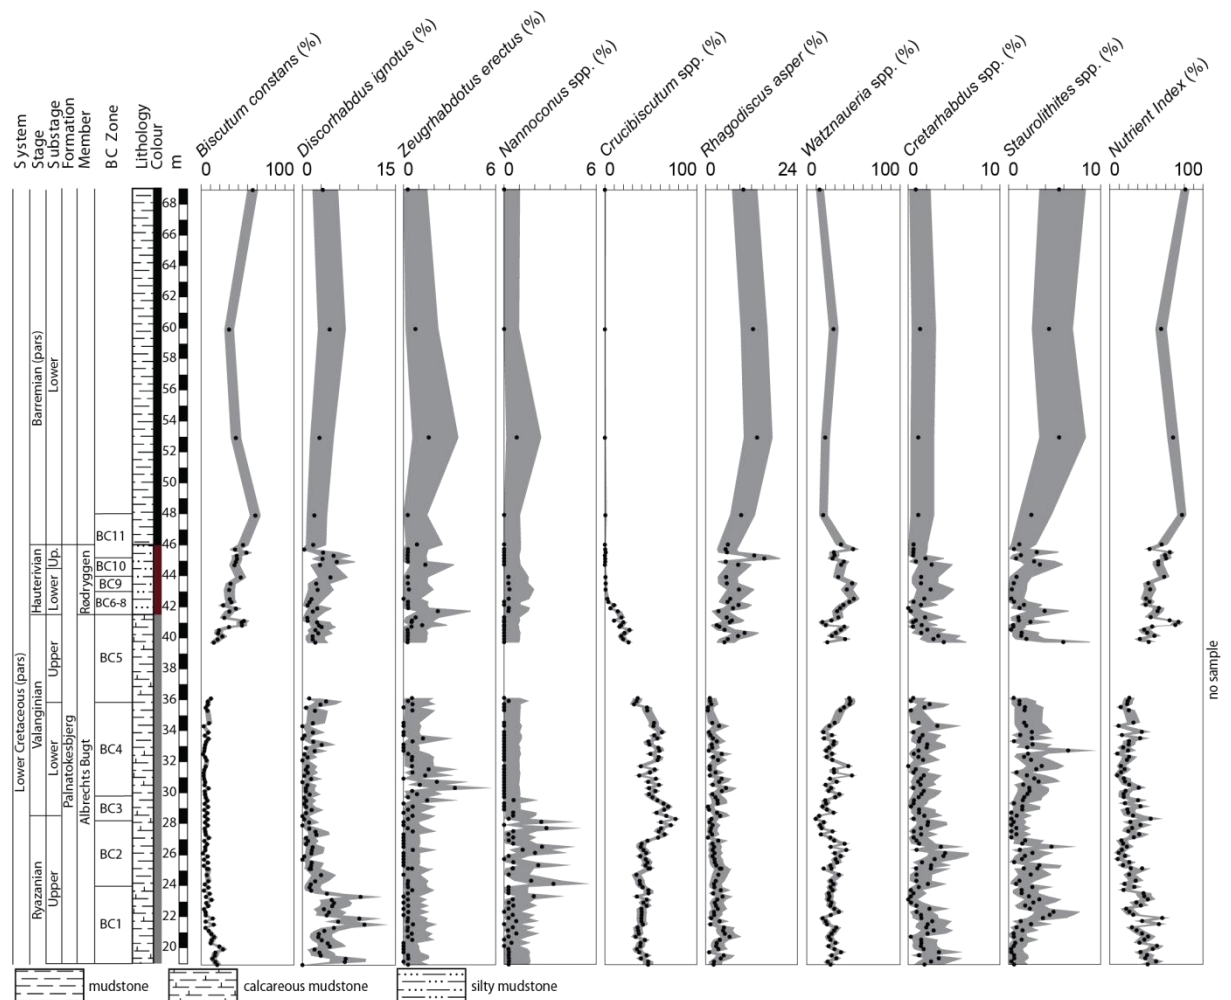 System
Stage
Substage
Formation
Member
BC Zone
Lithology
Colour
m
Biscutum constans (%)
Discorhabdus ignotus (%)
Zeugrhabdotus erectus (%)
Nannoconus spp. (%)
Crucibiscutum spp. (%)
Rhagodiscus asper (%)
Watznaueria spp. (%)
Cretarhabdus spp. (%)
Staurolithites spp. (%)
Nutrient Index (%)
0 100 0 15 0 6 0 6 0 100 0 24 0 100 0 10 0 10 0 100
68
66
64
62
60
58
56
54
52
50
48
46
44
42
40
38
36
34
32
30
28
26
24
22
20
Lower Cretaceous (pars)
Barremian (pars)
Hauterivian
Valanginian
Ryazanian
Lower
Up.
Lower
Upper
Lower
Upper
Palnatokesbjerg
Rødryggen
Albrechts Bugt
BC11
BC10
BC9
BC6-8
BC5
BC4
BC3
BC2
BC1
no sample
mudstone
calcareous mudstone
silty mudstone